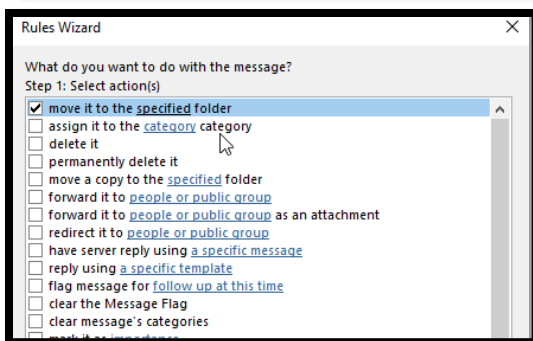 Rules Wizard
What do you want to do with the message?
Step 1: Select action(s)
move it to the specified folder
assign it to the category category
delete it
permanently delete it
move a copy to the specified folder
forward it to people or public group
forward it to people or public group as an attachment
redirect it to people or public group
have server reply using a specific message
reply using a specific template
flag message for follow up at this time
clear the Message Flag
clear message's categories
mark it as importance